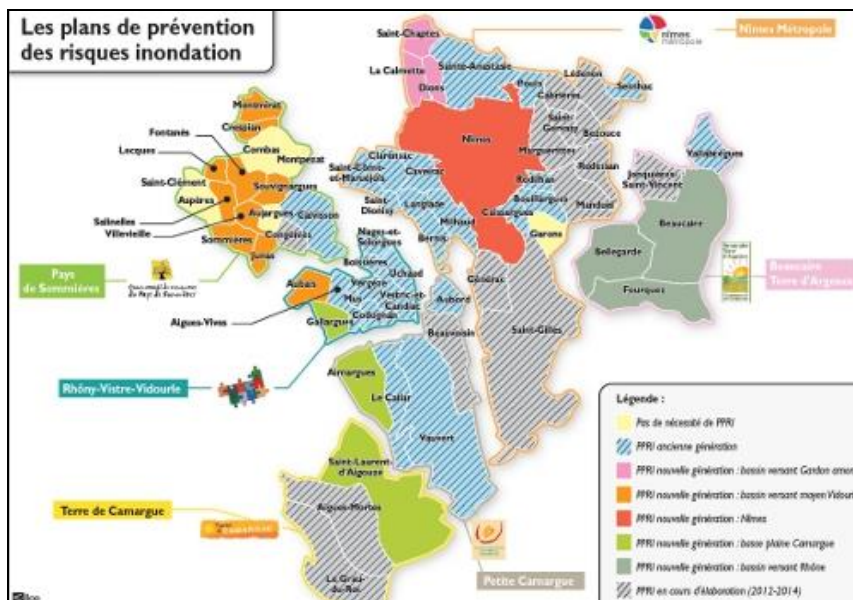 Les plans de prévention
des risques inondation
nîmes
métropole
Nîmes Métropole
Saint-Chaptes
La Calmette
Dions
Sainte-Anastasie
Poulx
Lédenon
Cabrières
Sernhac
Saint-
Gervasy
Bezouce
Nîmes
Marguerittes
Redessan
Rodilhan
Manduel
Bouillargues
Caissargues
Garons
Clarensac
Saint-Côme-
et-Maruéjols
Caveirac
Saint-
Dionisy
Langlade
Milhaud
Bernis
Générac
Saint-Gilles
Montmirat
Crespian
Fontanès
Lecques
Combas
Montpezat
Saint-Clément
Souvignargues
Aspères
Salinelles
Villevieille
Aujargues
Calvisson
Congénies
Sommières
Junas
Pays
de Sommières
Nages-et-
Solorgues
Boissières
Uchaud
Vergèze
Aubais
Mus
Vestric-et-
Candiac
Codognan
Gallargues
Aigues-Vives
Rhôny-Vistre-Vidourle
Aubord
Beauvoisin
Aimargues
Le Cailar
Vauvert
Petite Camargue
Saint-Laurent-
d'Aigouze
Aigues-Mortes
Le Grau-
du-Roi
Terre de Camargue
Vallabrègues
Jonquières-
Saint-Vincent
Beaucaire
Bellegarde
Fourques
Beaucaire
Terre d'Argence
Légende :
Pas de nécessité de PPRI
PPRI ancienne génération
PPRI nouvelle génération : bassin versant Gardon amon
PPRI nouvelle génération : bassin versant moyen Vidourl
PPRI nouvelle génération : Nîmes
PPRI nouvelle génération : basse plaine Camargue
PPRI nouvelle génération : bassin versant Rhône
PPRI en cours d'élaboration (2012-2014)